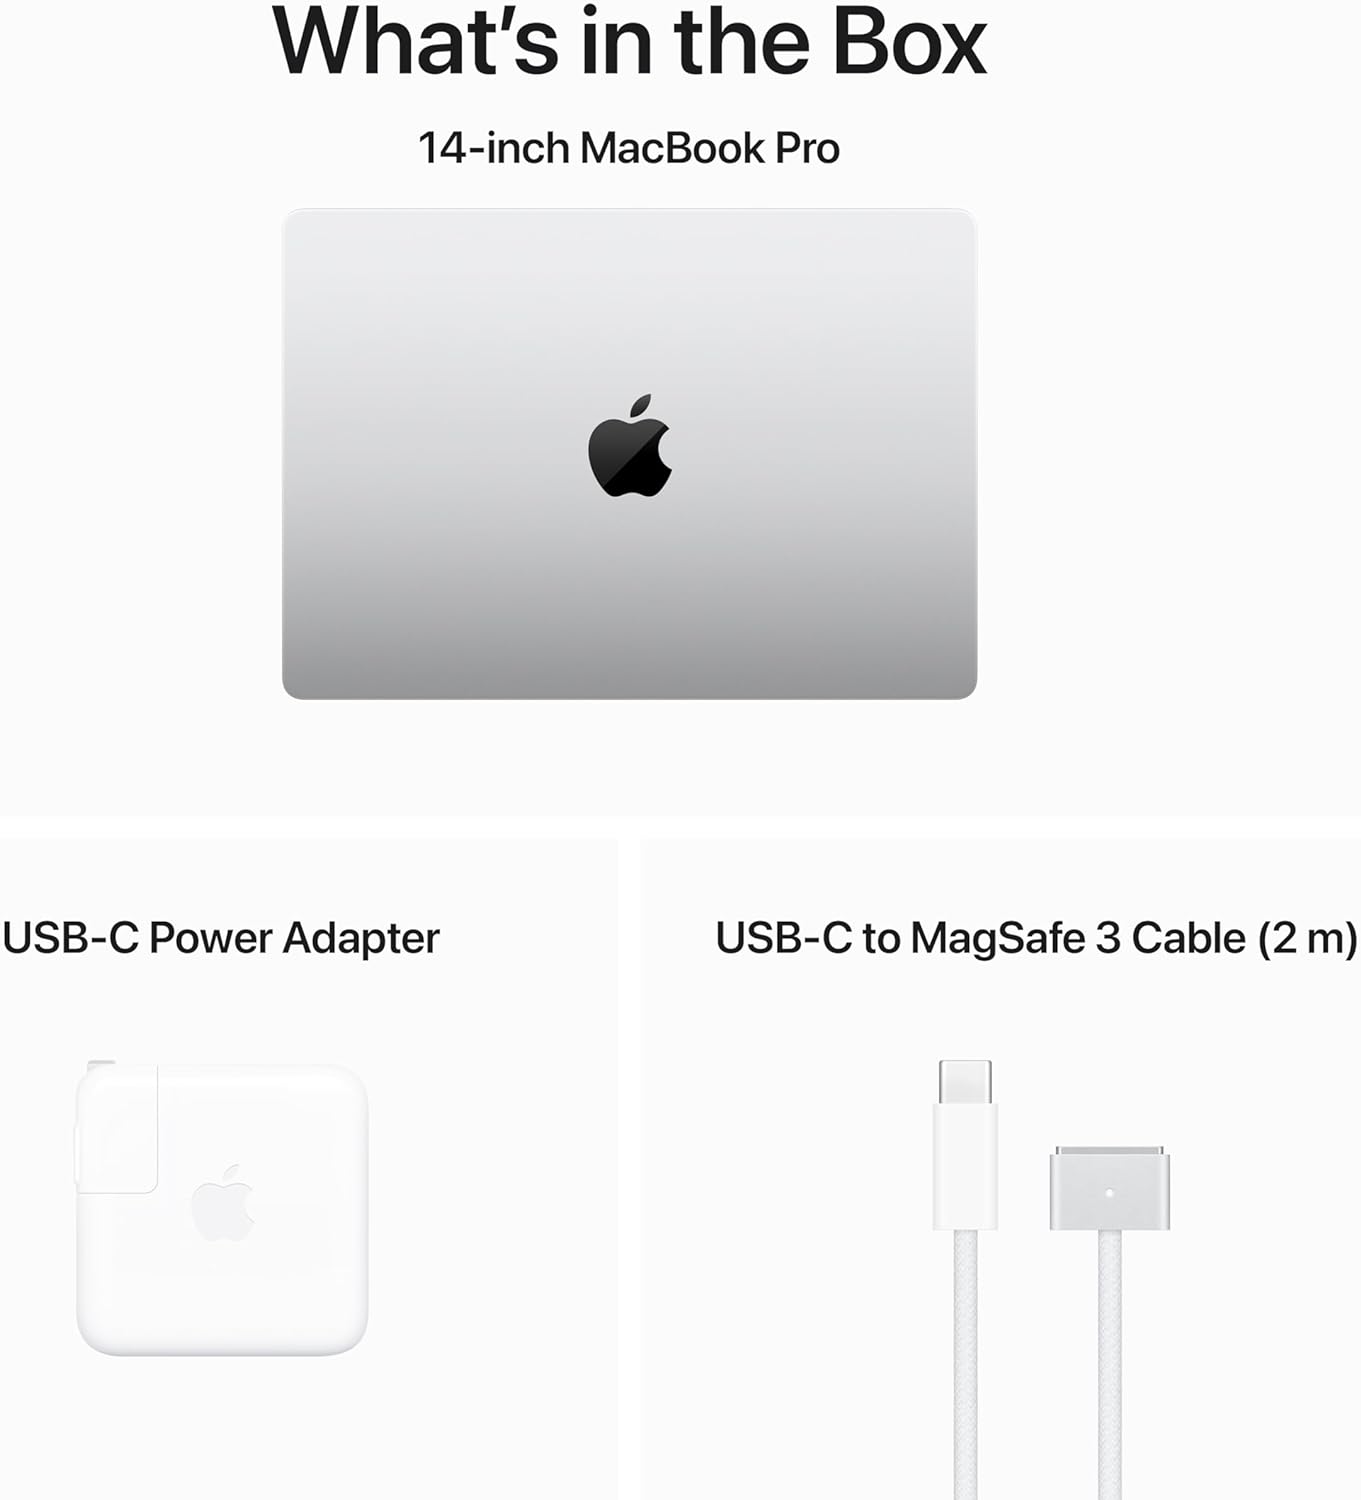 What’s in the Box
14-inch MacBook Pro
USB-C Power Adapter
USB-C to MagSafe 3 Cable (2 m)